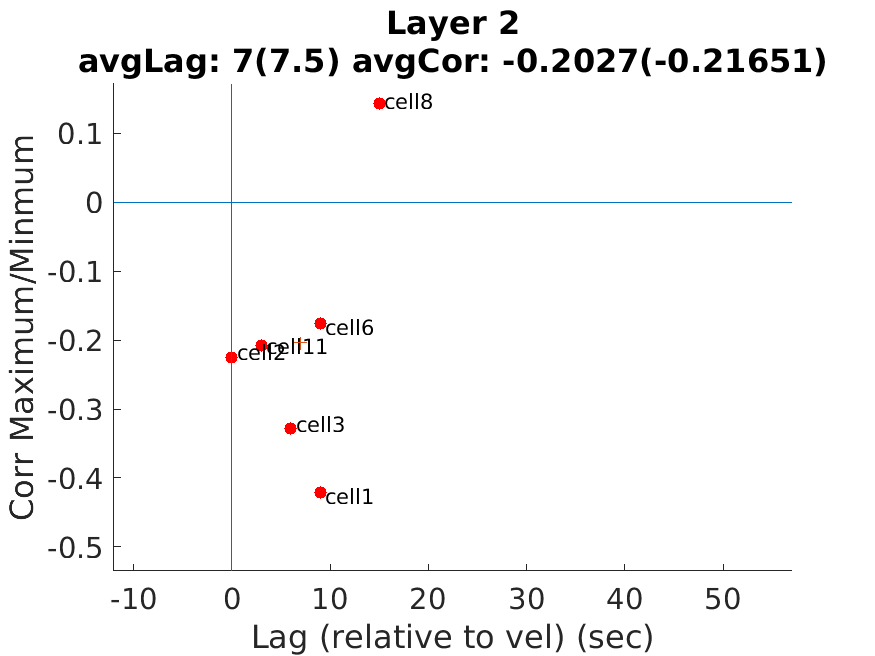 Layer 2
avgLag: 7(7.5) avgCor: -0.2027(-0.21651)
Corr Maximum/Minmum
0.1
0
-0.1
-0.2
-0.3
-0.4
-0.5
cell8
cell6
cell11
cell2
cell3
cell1
-10 0 10 20 30 40 50
Lag (relative to vel) (sec)